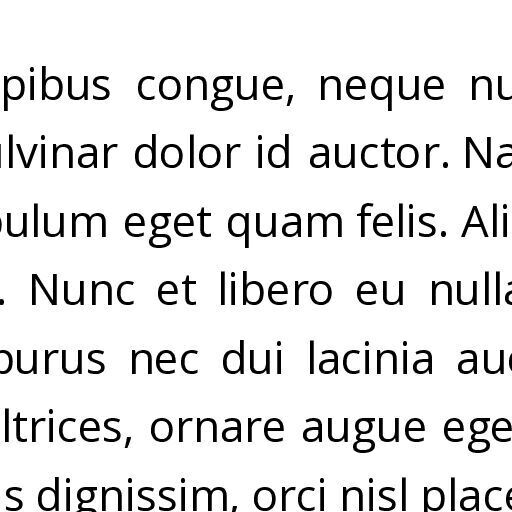 pibus congue, neque nu
ulvinar dolor id auctor. Na
bulum eget quam felis. Ali
. Nunc et libero eu nulla
purus nec dui lacinia auc
ltrices, ornare augue ege
s dignissim, orci nisl place